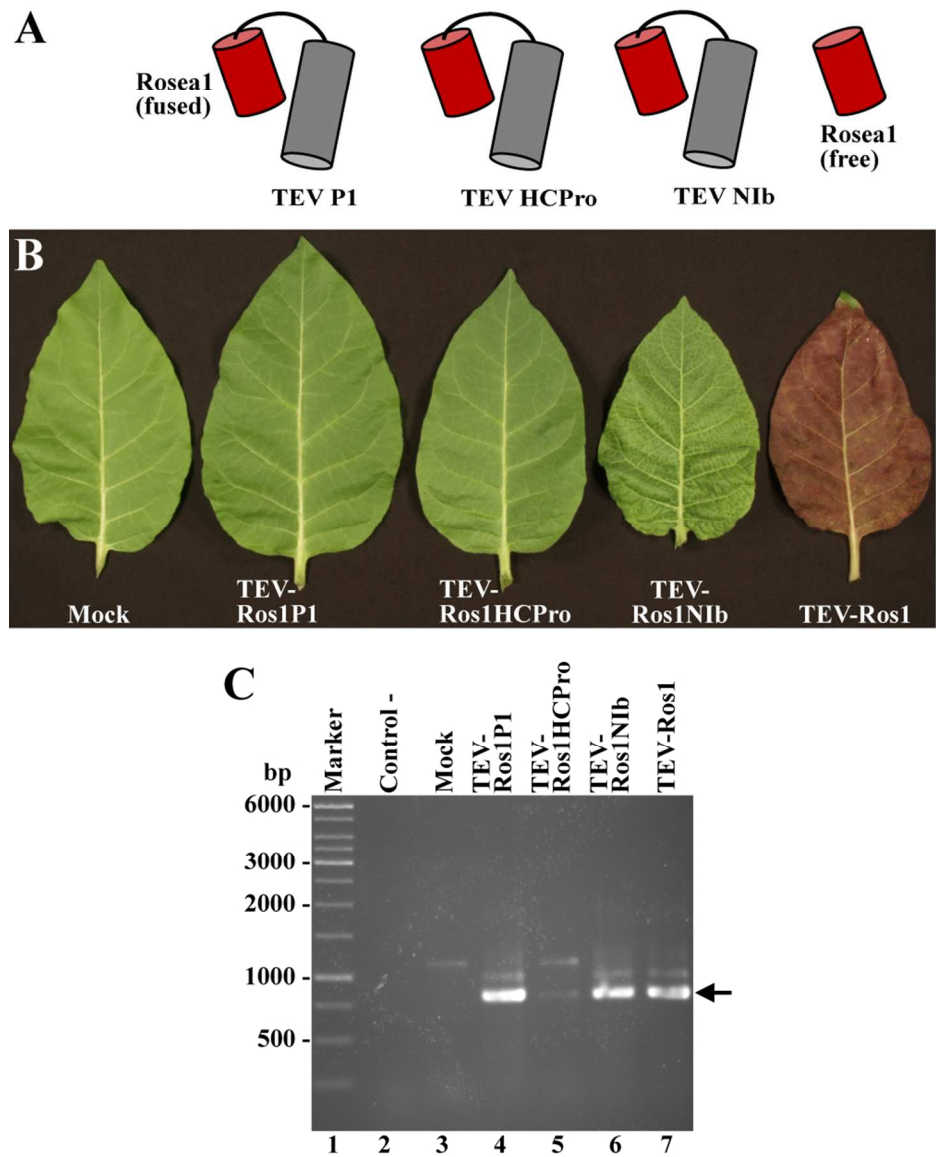 A
Rosea1
(fused)
Rosea1
(free)
TEV P1
TEV HCPro
TEV NIb
B
Mock
TEV-
Ros1P1
TEV-
Ros1HCPro
TEV-
Ros1NIb
TEV-Ros1
C
bp
Marker
Control -
Mock
TEV-
Ros1P1
TEV-
Ros1HCPro
TEV-
Ros1NIb
TEV-Ros1
6000 -
3000 -
2000 -
1000 -
500 -
1 2 3 4 5 6 7